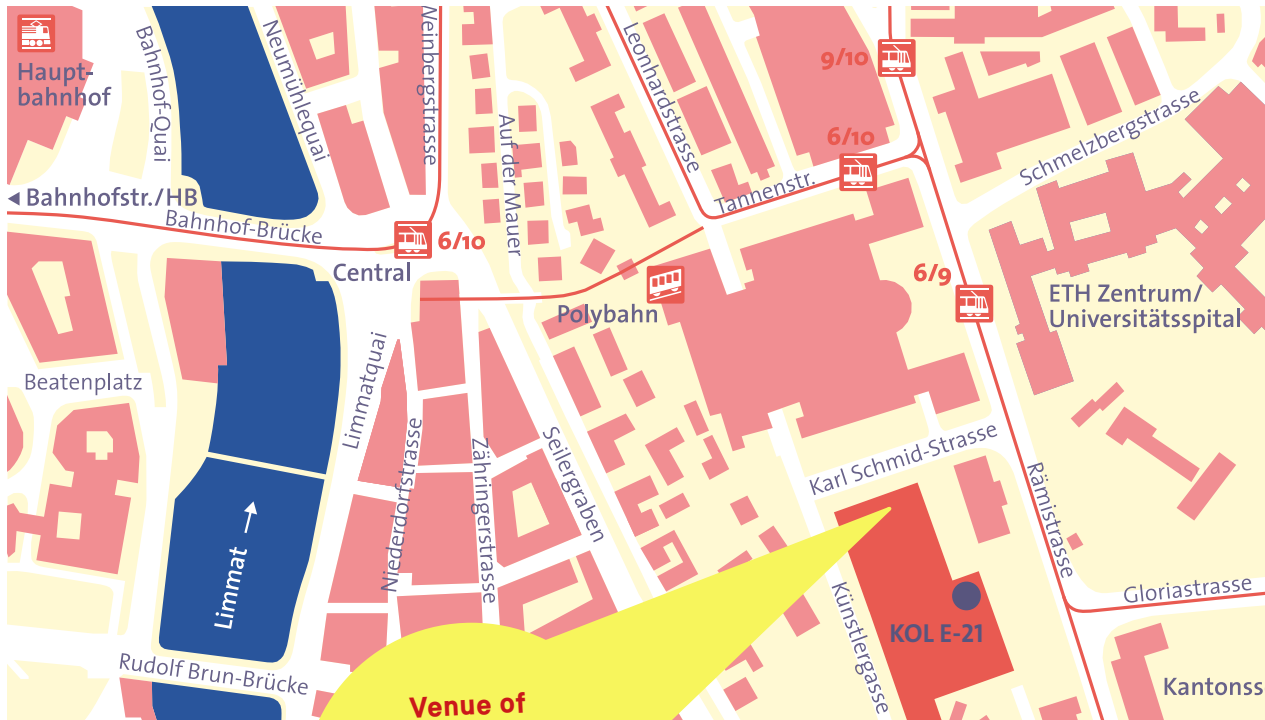 Haupt-
bahnhof
Bahnhof-Quai
Neumühlequai
Weinbergstrasse
Auf der Mauer
Leonhardstrasse
9/10
6/10
Tannenstr.
Schmelzbergstrasse
◄ Bahnhofstr./HB
Bahnhof-Brücke
6/10
Central
Polybahn
6/9
ETH Zentrum/
Universitätsspital
Beatenplatz
Limmatquai
Niederdorfstrasse
Zähringerstrasse
Seilergraben
Karl Schmid-Strasse
Rämistrasse
Limmat →
Künstlergasse
KOL E-21
Gloriastrasse
Rudolf Brun-Brücke
Kantonss
Venue of